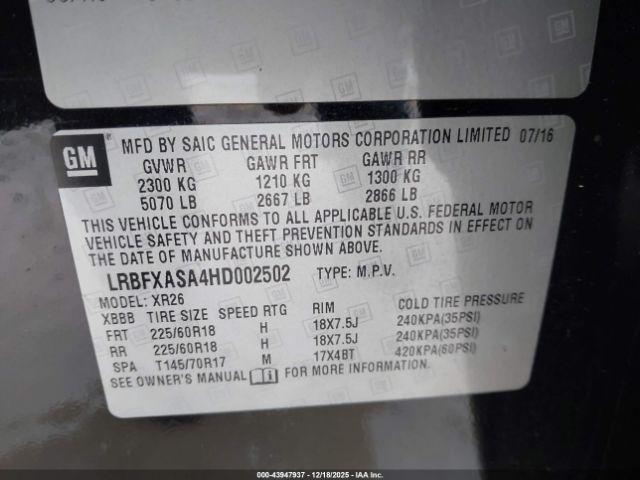 MFD BY SAIC GENERAL MOTORS CORPORATION LIMITED 07/16
GM
GVWR GAWR FRT GAWR RR
2300 KG 1210 KG 1300 KG
5070 LB 2667 LB 2866 LB
THIS VEHICLE CONFORMS TO ALL APPLICABLE U.S. FEDERAL MOTOR
VEHICLE SAFETY AND THEFT PREVENTION STANDARDS IN EFFECT ON
THE DATE OF MANUFACTURE SHOWN ABOVE.
LRBFXASA4HD002502 TYPE: M.P.V.
MODEL: XR26
XBBB TIRE SIZE SPEED RTG RIM COLD TIRE PRESSURE
FRT 225/60R18 H 18X7.5J 240KPA(35PSI)
RR 225/60R18 H 18X7.5J 240KPA(35PSI)
SPA T145/70R17 M 17X4BT 420KPA(60PSI)
SEE OWNER'S MANUAL FOR MORE INFORMATION.
000-43947937 - 12/18/2025 - IAAI.COM